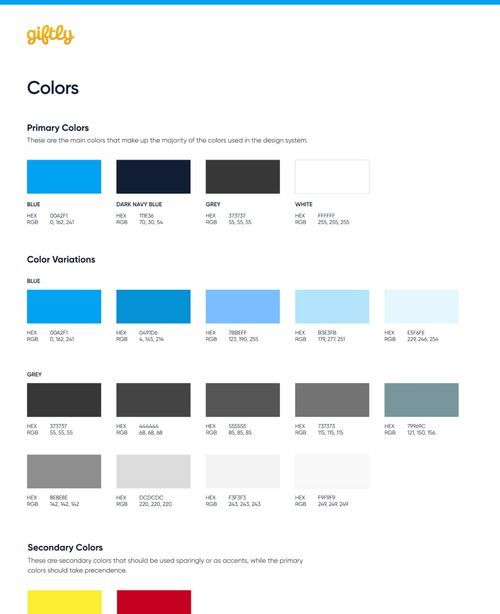 giftly
Colors
Primary Colors
These are the main colors that make up the majority of the colors used in the design system.
BLUE DARK NAVY BLUE GREY WHITE
HEX 00A2F1 HEX 111E36 HEX 373737 HEX FFFFFF
RGB 0, 162, 241 RGB 70, 30, 54 RGB 55, 55, 55 RGB 255, 255, 255
Color Variations
BLUE
HEX 00A2F1 HEX 0491D6 HEX 7BBEFF HEX B3E3FB HEX E5F6FE
RGB 0, 162, 241 RGB 4, 145, 214 RGB 123, 190, 255 RGB 179, 227, 251 RGB 229, 246, 254
GREY
HEX 373737 HEX 444444 HEX 555555 HEX 737373 HEX 79969C
RGB 55, 55, 55 RGB 68, 68, 68 RGB 85, 85, 85 RGB 115, 115, 115 RGB 121, 150, 156
HEX 8E8E8E HEX DCDCDC HEX F3F3F3 HEX F9F9F9
RGB 142, 142, 142 RGB 220, 220, 220 RGB 243, 243, 243 RGB 249, 249, 249
Secondary Colors
These are secondary colors that should be used sparingly or as accents, while the primary
colors should take precendence.